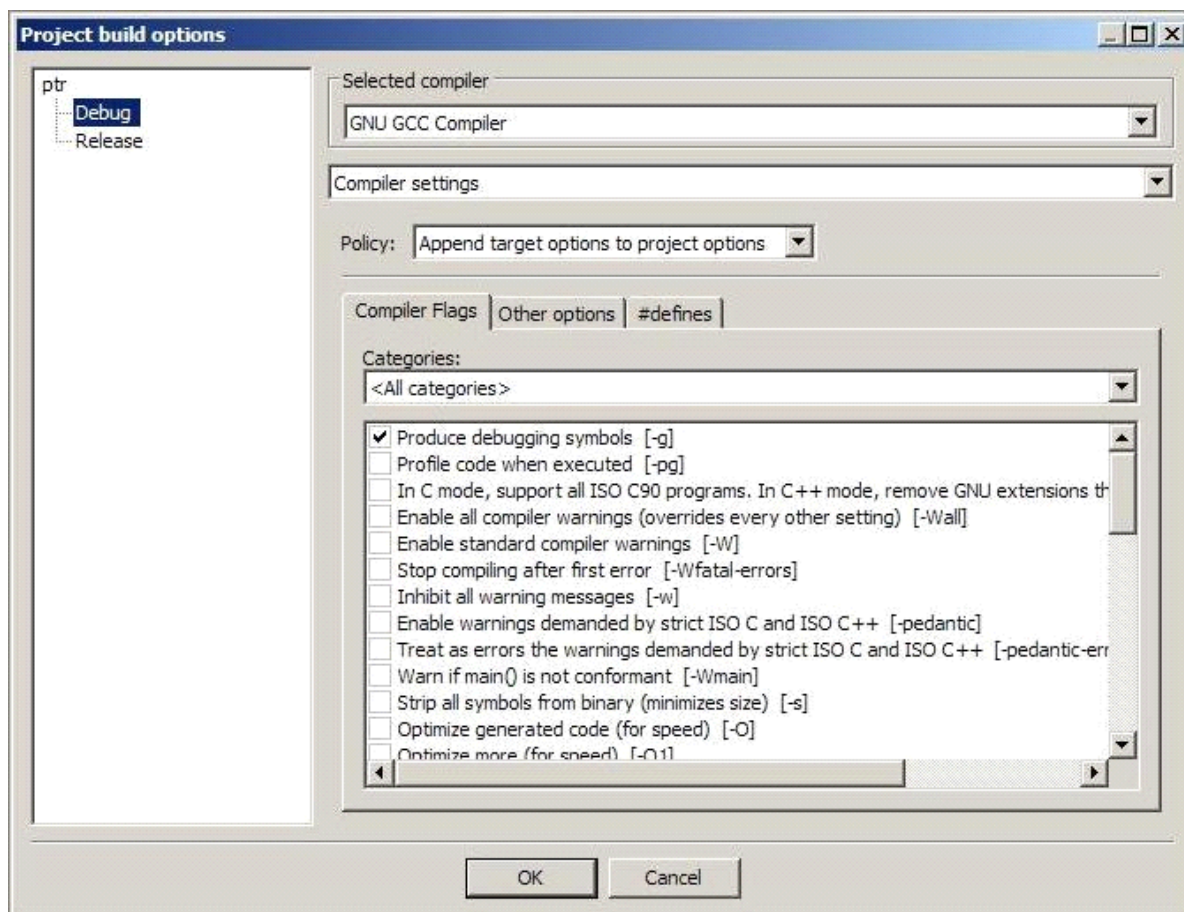 Project build options
ptr
Debug
Release
Selected compiler
GNU GCC Compiler
Compiler settings
Policy: Append target options to project options
Compiler Flags Other options #defines
Categories:
<All categories>
Produce debugging symbols [-g]
Profile code when executed [-pg]
In C mode, support all ISO C90 programs. In C++ mode, remove GNU extensions th
Enable all compiler warnings (overrides every other setting) [-Wall]
Enable standard compiler warnings [-W]
Stop compiling after first error [-Wfatal-errors]
Inhibit all warning messages [-w]
Enable warnings demanded by strict ISO C and ISO C++ [-pedantic]
Treat as errors the warnings demanded by strict ISO C and ISO C++ [-pedantic-err
Warn if main() is not conformant [-Wmain]
Strip all symbols from binary (minimizes size) [-s]
Optimize generated code (for speed) [-O]
Optimize more (for speed) [-O1]
OK Cancel